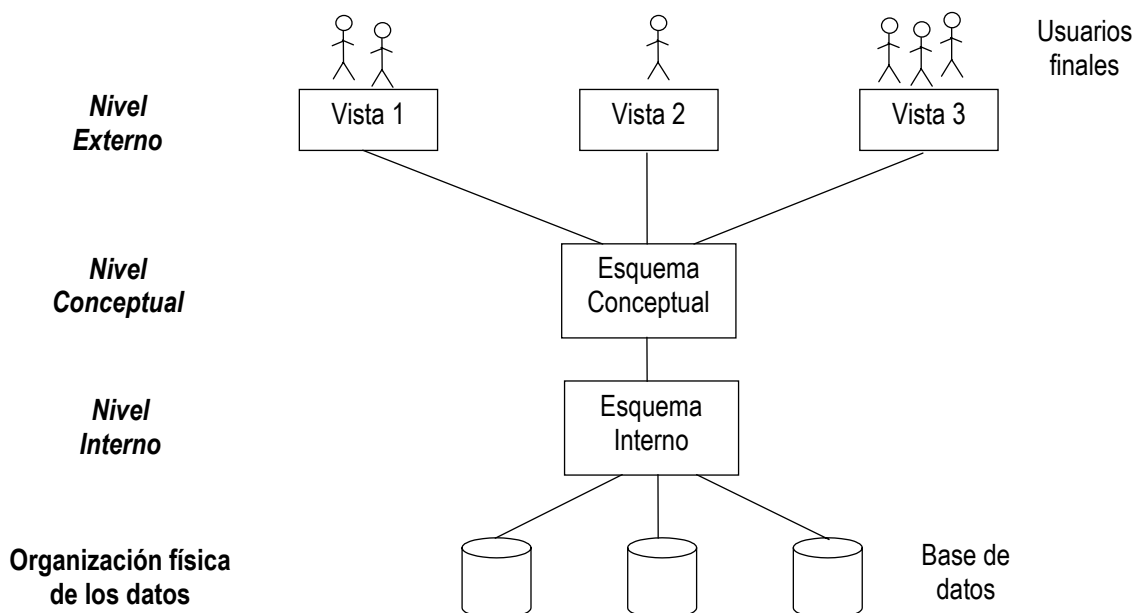 Usuarios
finales
Nivel
Externo
Vista 1
Vista 2
Vista 3
Nivel
Conceptual
Esquema
Conceptual
Nivel
Interno
Esquema
Interno
Organización física
de los datos
Base de
datos